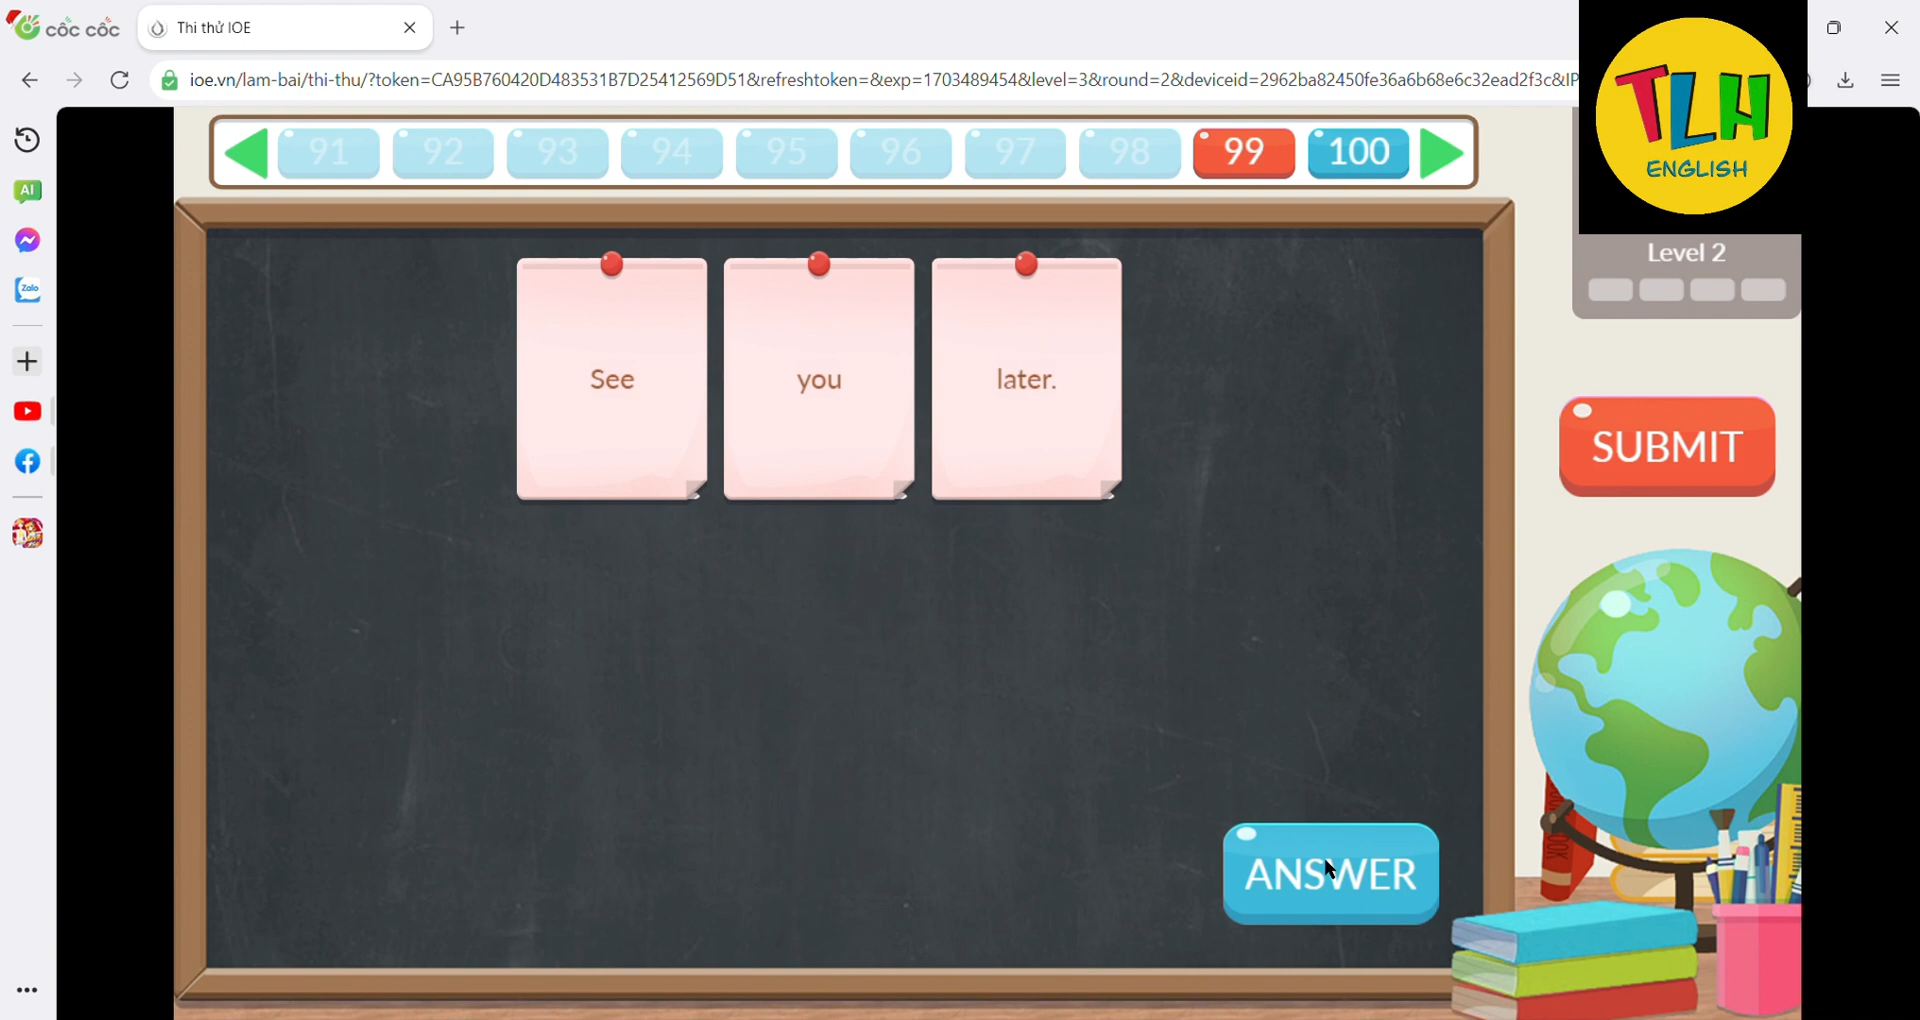 cốc cốc
Thi thử IOE
ioe.vn/lam-bai/thi-thu/?token=CA95B760420D483531B7D25412569D51&refreshtoken=&exp=1703489454&level=3&round=2&deviceid=2962ba82450fe36a6b68e6c32ead2f3c&IP
TLH
ENGLISH
AI
Zalo
91 92 93 94 95 96 97 98 99 100
Level 2
See you later.
SUBMIT
ANSWER